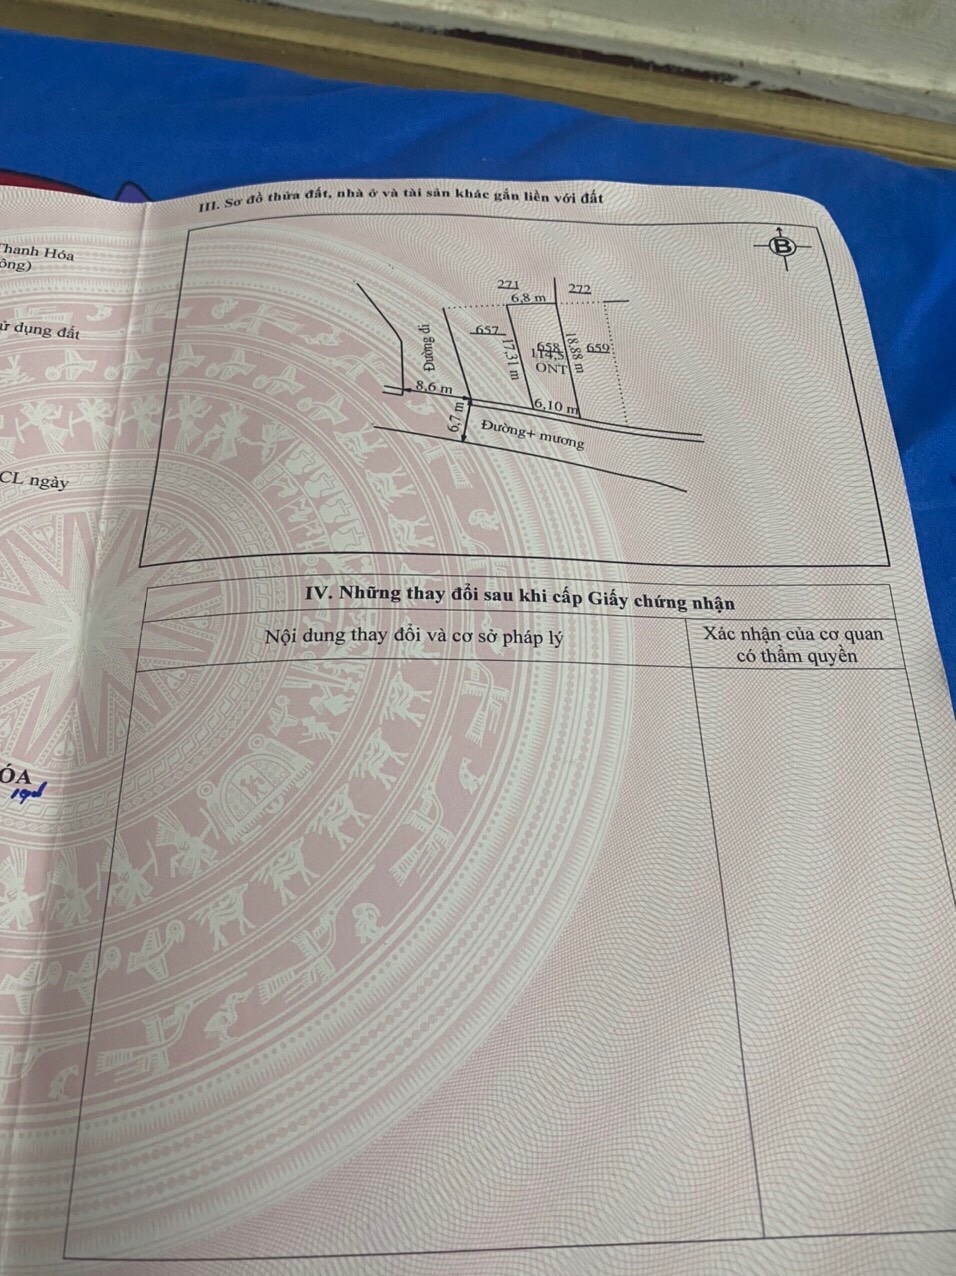 III. Sơ đồ thửa đất, nhà ở và tài sản khác gắn liền với đất
Thanh Hóa
ông)
ử dụng đất
CL ngày
ÓA
B
271
272
6,8 m
Đường đi
657
17,31 m
658
114,5
ONT
18,88 m
659
8,6 m
6,7 m
6,10 m
Đường+ mương
IV. Những thay đổi sau khi cấp Giấy chứng nhận
Nội dung thay đổi và cơ sở pháp lý
Xác nhận của cơ quan
có thẩm quyền